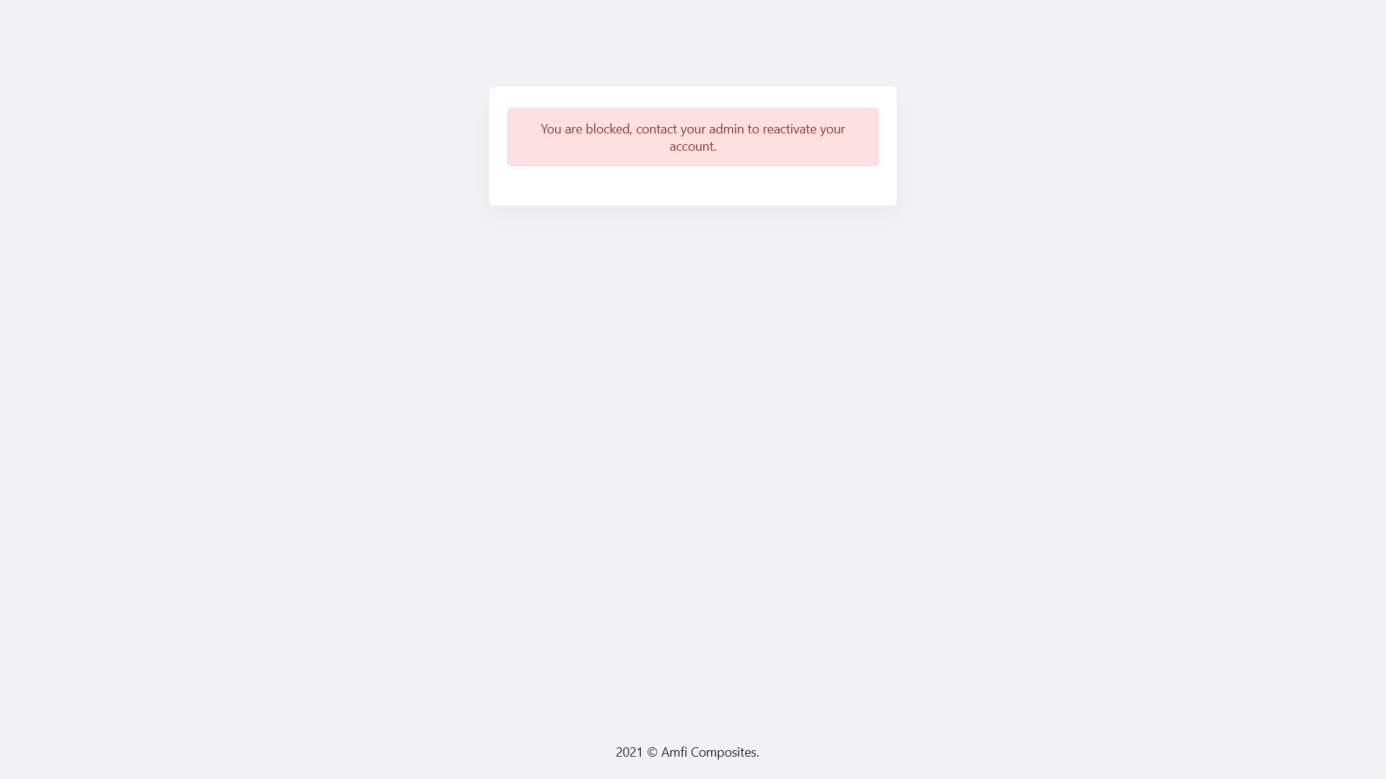 You are blocked, contact your admin to reactivate your
account.
2021 © Amfi Composites.